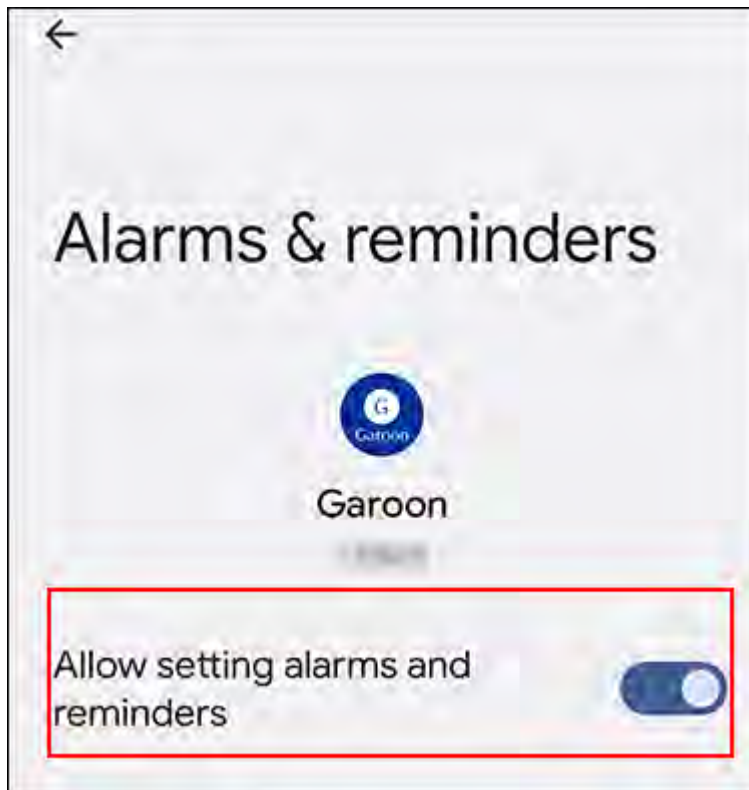 Alarms & reminders
G
Garoon
Garoon
Allow setting alarms and
reminders